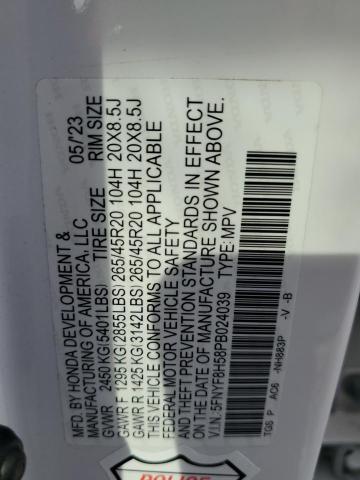 MFD. BY HONDA DEVELOPMENT & 05/23
MANUFACTURING OF AMERICA, LLC
GVWR 2450 KG(5401LBS) TIRE SIZE RIM SIZE
GAWR F 1295 KG(2855LBS) 265/45R20 104H 20X8.5J
GAWR R 1425 KG(3142LBS) 265/45R20 104H 20X8.5J
THIS VEHICLE CONFORMS TO ALL APPLICABLE
FEDERAL MOTOR VEHICLE SAFETY
AND THEFT PREVENTION STANDARDS IN EFFECT
ON THE DATE OF MANUFACTURE SHOWN ABOVE.
V.I.N.:5FNYF8H58PB024039 TYPE:MPV
TG8 P AC6 -NH883P -V -B
POLICE